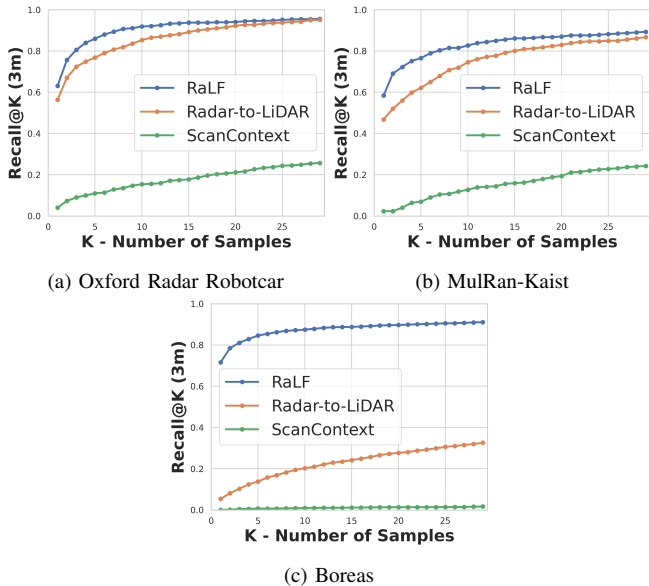 1.0
0.8
0.6
0.4
0.2
0.0
Recall@K (3m)
RaLF
Radar-to-LiDAR
ScanContext
0 5 10 15 20 25
K - Number of Samples
(a) Oxford Radar Robotcar
1.0
0.8
0.6
0.4
0.2
0.0
Recall@K (3m)
RaLF
Radar-to-LiDAR
ScanContext
0 5 10 15 20 25
K - Number of Samples
(b) MulRan-Kaist
1.0
0.8
0.6
0.4
0.2
0.0
Recall@K (3m)
RaLF
Radar-to-LiDAR
ScanContext
0 5 10 15 20 25
K - Number of Samples
(c) Boreas